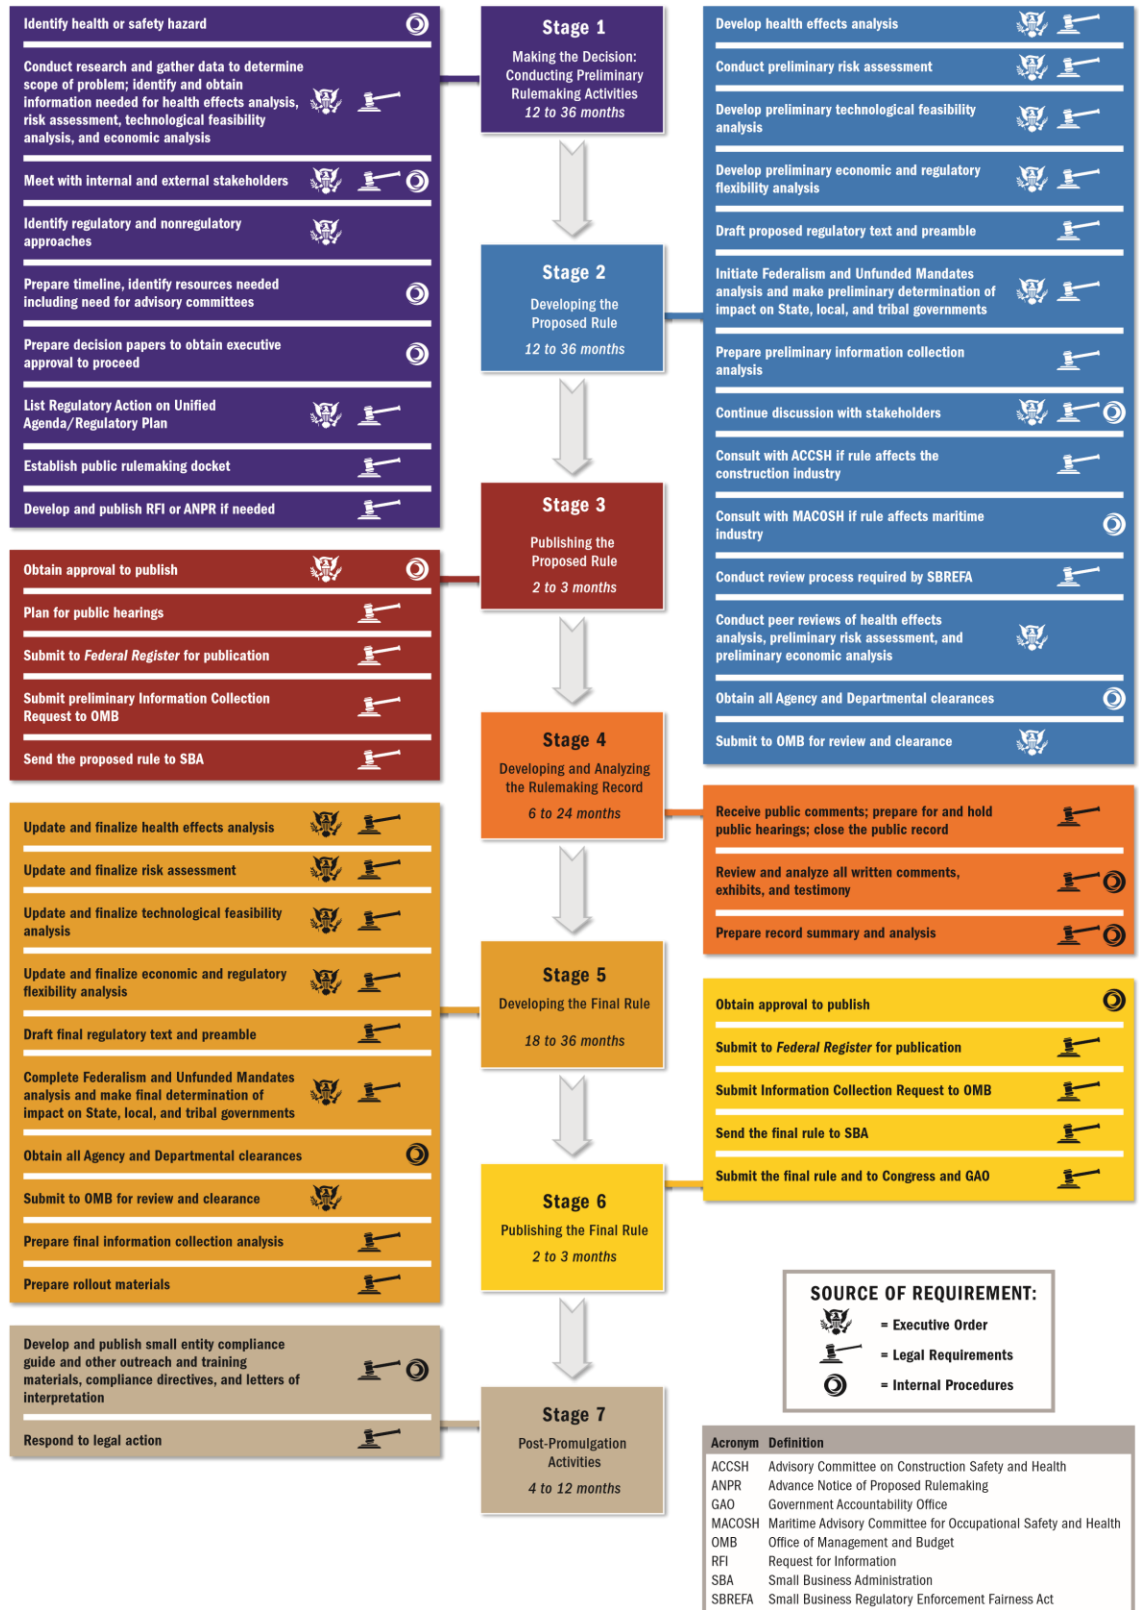 Stage 1
Making the Decision:
Conducting Preliminary
Rulemaking Activities
12 to 36 months
Identify health or safety hazard
Conduct research and gather data to determine
scope of problem; identify and obtain
information needed for health effects analysis,
risk assessment, technological feasibility
analysis, and economic analysis
Meet with internal and external stakeholders
Identify regulatory and nonregulatory
approaches
Prepare timeline, identify resources needed
including need for advisory committees
Prepare decision papers to obtain executive
approval to proceed
List Regulatory Action on Unified
Agenda/Regulatory Plan
Establish public rulemaking docket
Develop and publish RFI or ANPR if needed
Stage 2
Developing the
Proposed Rule
12 to 36 months
Develop health effects analysis
Conduct preliminary risk assessment
Develop preliminary technological feasibility
analysis
Develop preliminary economic and regulatory
flexibility analysis
Draft proposed regulatory text and preamble
Initiate Federalism and Unfunded Mandates
analysis and make preliminary determination of
impact on State, local, and tribal governments
Prepare preliminary information collection
analysis
Continue discussion with stakeholders
Consult with ACCSH if rule affects the
construction industry
Consult with MACOSH if rule affects maritime
industry
Conduct review process required by SBREFA
Conduct peer reviews of health effects
analysis, preliminary risk assessment, and
preliminary economic analysis
Obtain all Agency and Departmental clearances
Submit to OMB for review and clearance
Stage 3
Publishing the
Proposed Rule
2 to 3 months
Obtain approval to publish
Plan for public hearings
Submit to Federal Register for publication
Submit preliminary Information Collection
Request to OMB
Send the proposed rule to SBA
Stage 4
Developing and Analyzing
the Rulemaking Record
6 to 24 months
Receive public comments; prepare for and hold
public hearings; close the public record
Review and analyze all written comments,
exhibits, and testimony
Prepare record summary and analysis
Stage 5
Developing the Final Rule
18 to 36 months
Update and finalize health effects analysis
Update and finalize risk assessment
Update and finalize technological feasibility
analysis
Update and finalize economic and regulatory
flexibility analysis
Draft final regulatory text and preamble
Complete Federalism and Unfunded Mandates
analysis and make final determination of
impact on State, local, and tribal governments
Obtain all Agency and Departmental clearances
Submit to OMB for review and clearance
Prepare final information collection analysis
Prepare rollout materials
Stage 6
Publishing the Final Rule
2 to 3 months
Obtain approval to publish
Submit to Federal Register for publication
Submit Information Collection Request to OMB
Send the final rule to SBA
Submit the final rule and to Congress and GAO
Stage 7
Post-Promulgation
Activities
4 to 12 months
Develop and publish small entity compliance
guide and other outreach and training
materials, compliance directives, and letters of
interpretation
Respond to legal action
SOURCE OF REQUIREMENT:
= Executive Order
= Legal Requirements
= Internal Procedures
Acronym Definition
ACCSH Advisory Committee on Construction Safety and Health
ANPR Advance Notice of Proposed Rulemaking
GAO Government Accountability Office
MACOSH Maritime Advisory Committee for Occupational Safety and Health
OMB Office of Management and Budget
RFI Request for Information
SBA Small Business Administration
SBREFA Small Business Regulatory Enforcement Fairness Act